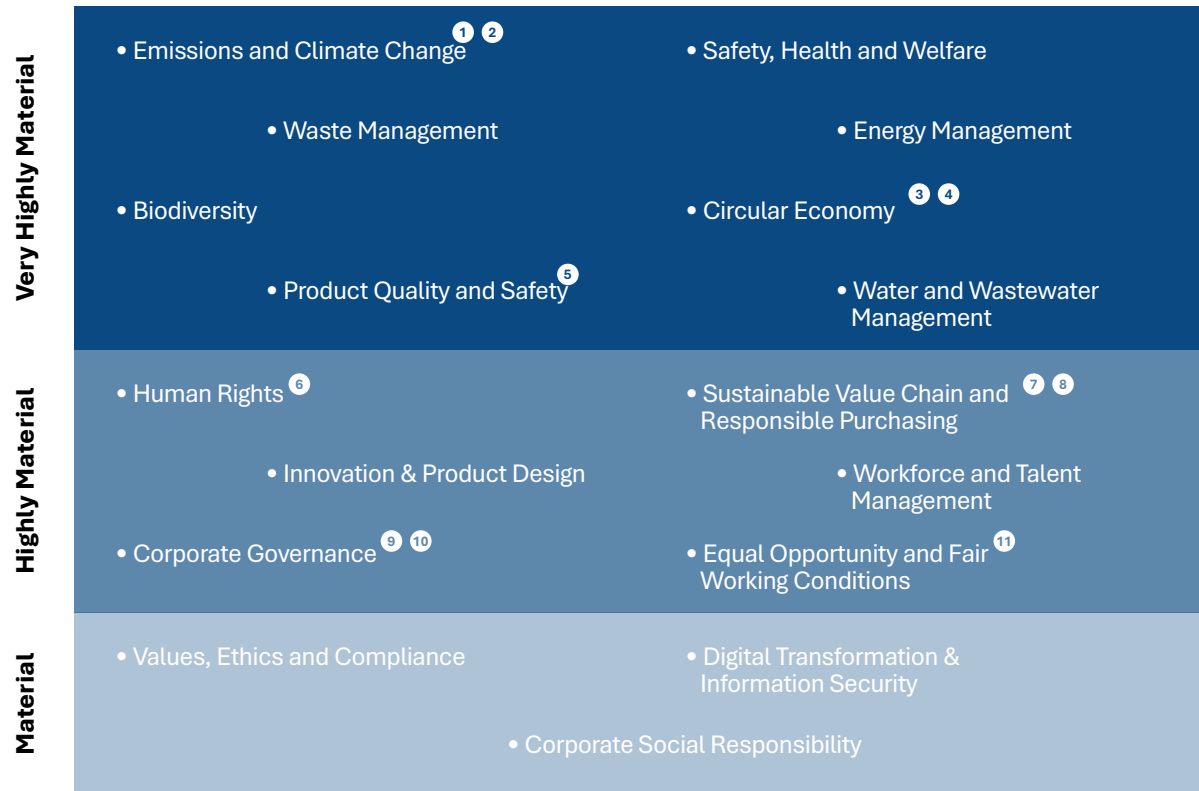 Very Highly Material
• Emissions and Climate Change 1 2
• Safety, Health and Welfare
• Waste Management
• Energy Management
• Biodiversity
• Circular Economy 3 4
• Product Quality and Safety 5
• Water and Wastewater
Management
Highly Material
• Human Rights 6
• Sustainable Value Chain and 7 8
Responsible Purchasing
• Innovation & Product Design
• Workforce and Talent
Management
• Corporate Governance 9 10
• Equal Opportunity and Fair 11
Working Conditions
Material
• Values, Ethics and Compliance
• Digital Transformation &
Information Security
• Corporate Social Responsibility